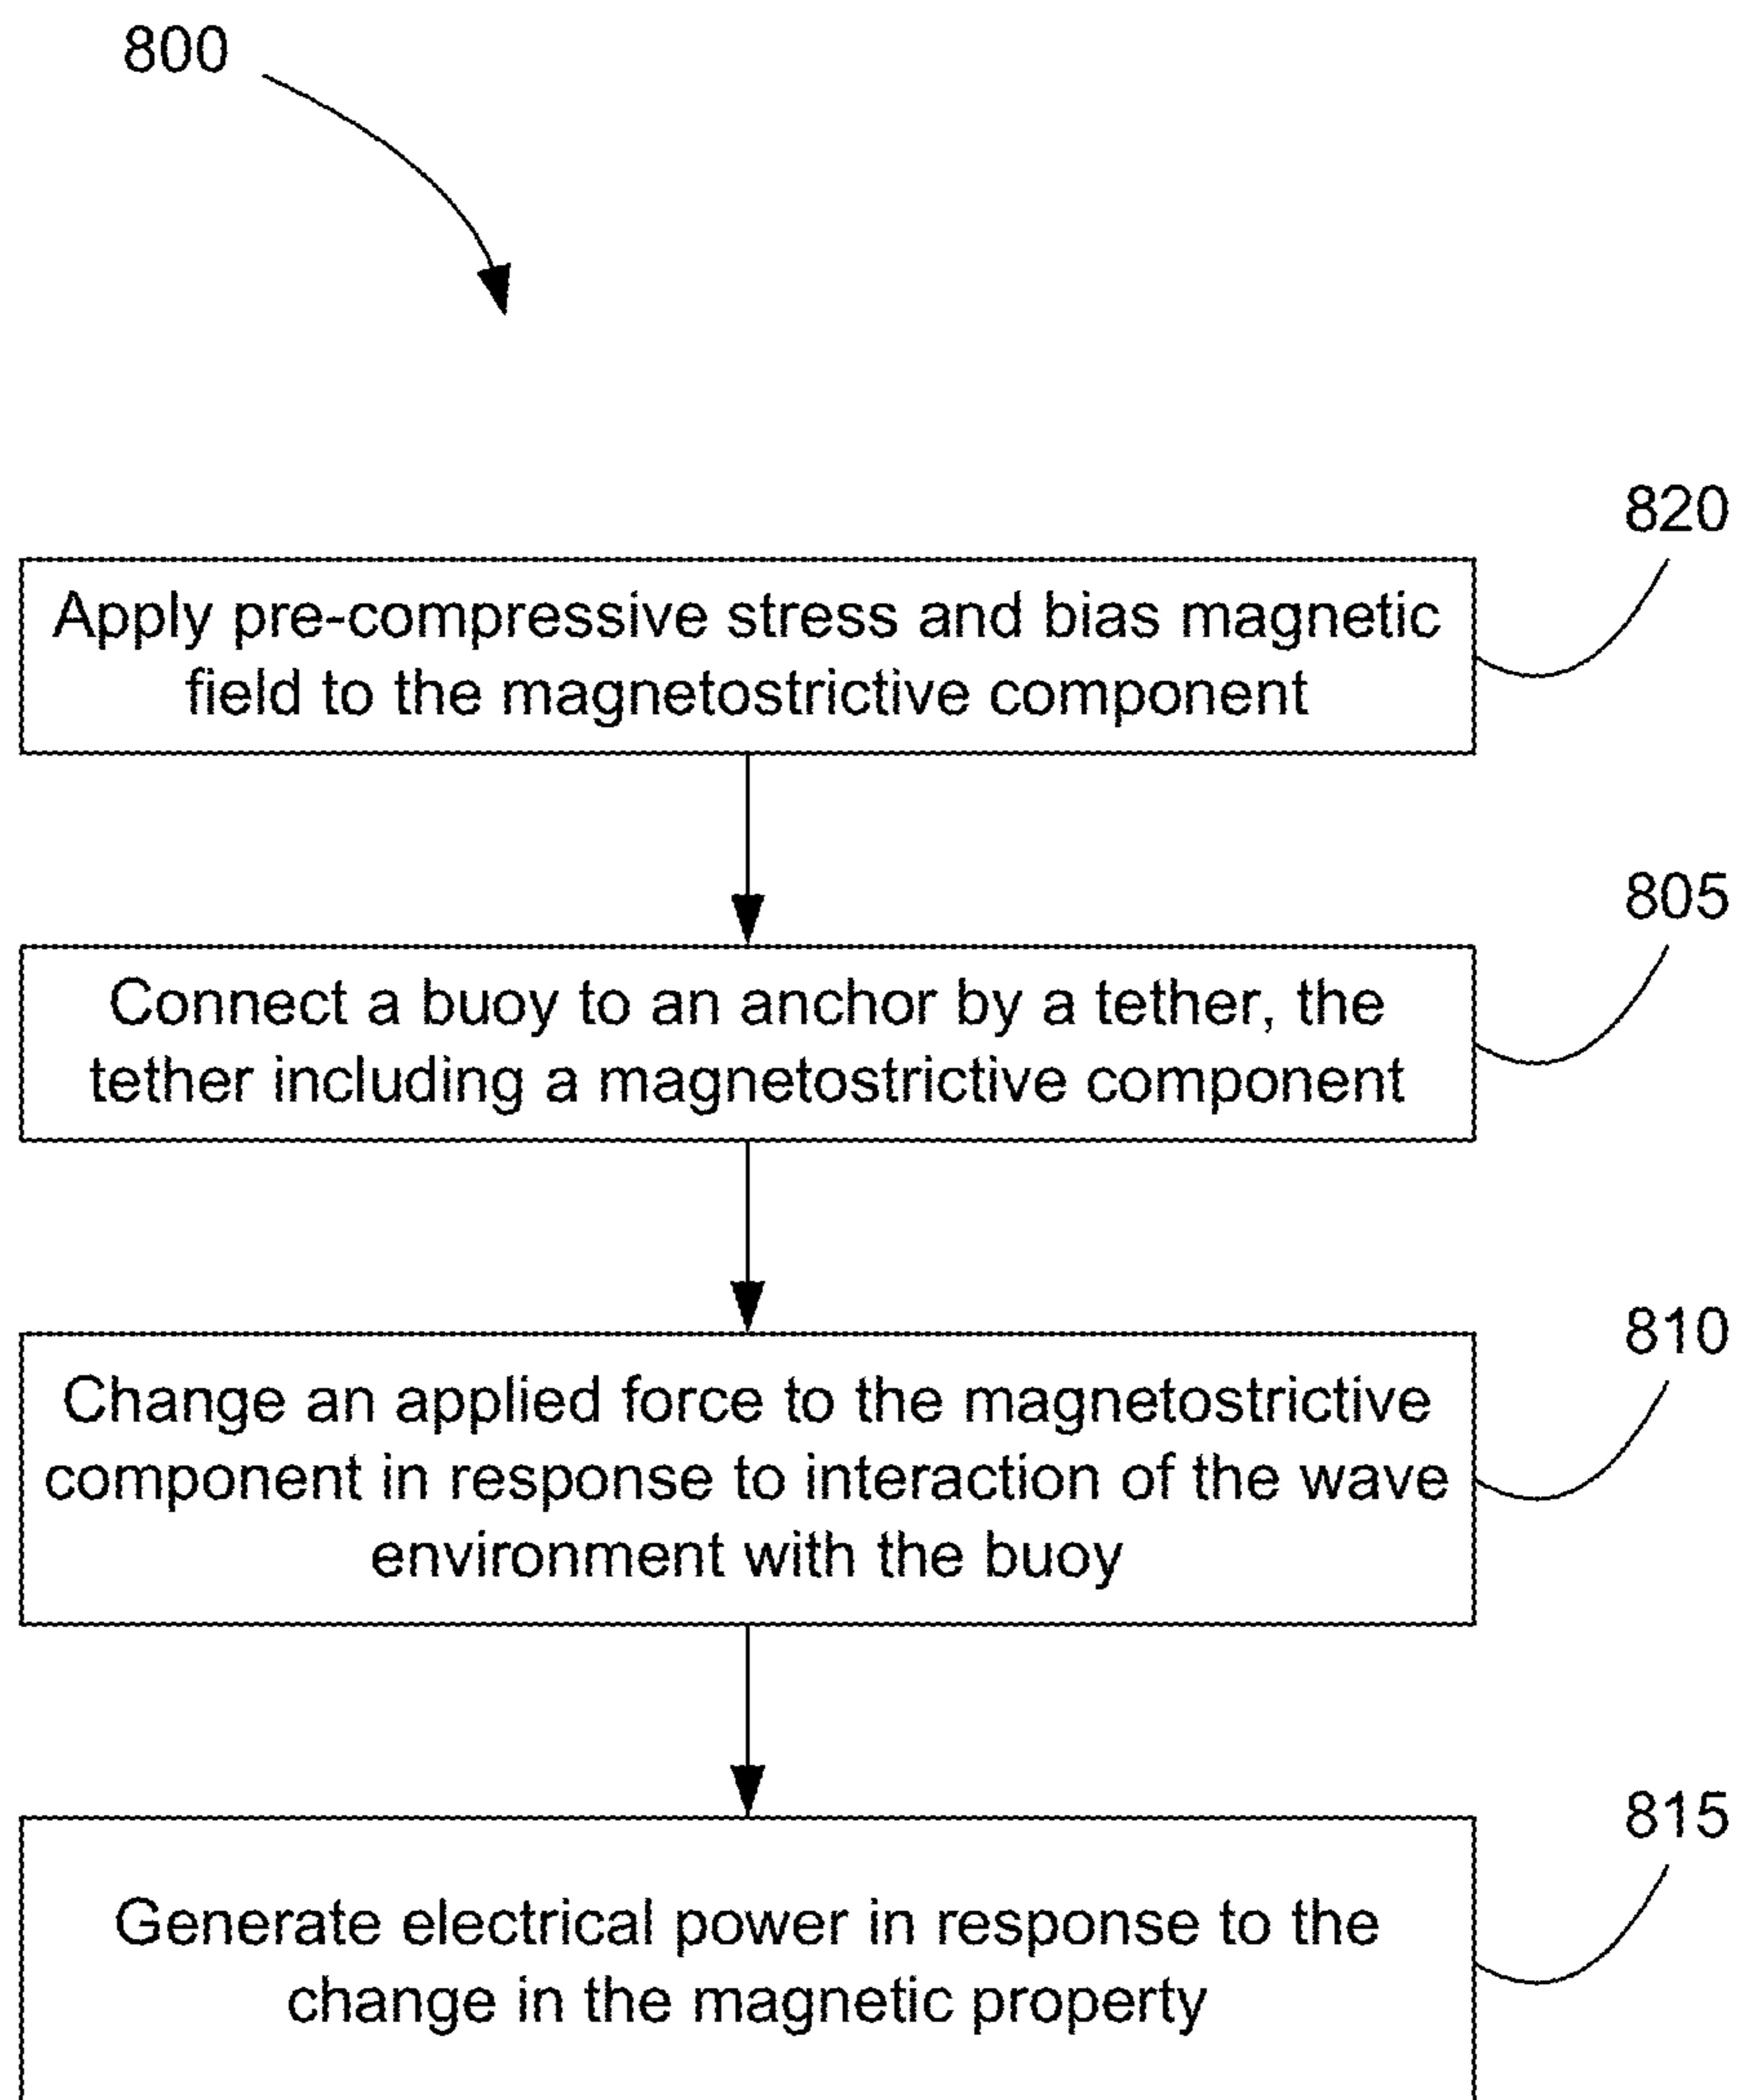 800
820
Apply pre-compressive stress and bias magnetic
field to the magnetostrictive component
805
Connect a buoy to an anchor by a tether, the
tether including a magnetostrictive component
810
Change an applied force to the magnetostrictive
component in response to interaction of the wave
environment with the buoy
815
Generate electrical power in response to the
change in the magnetic property